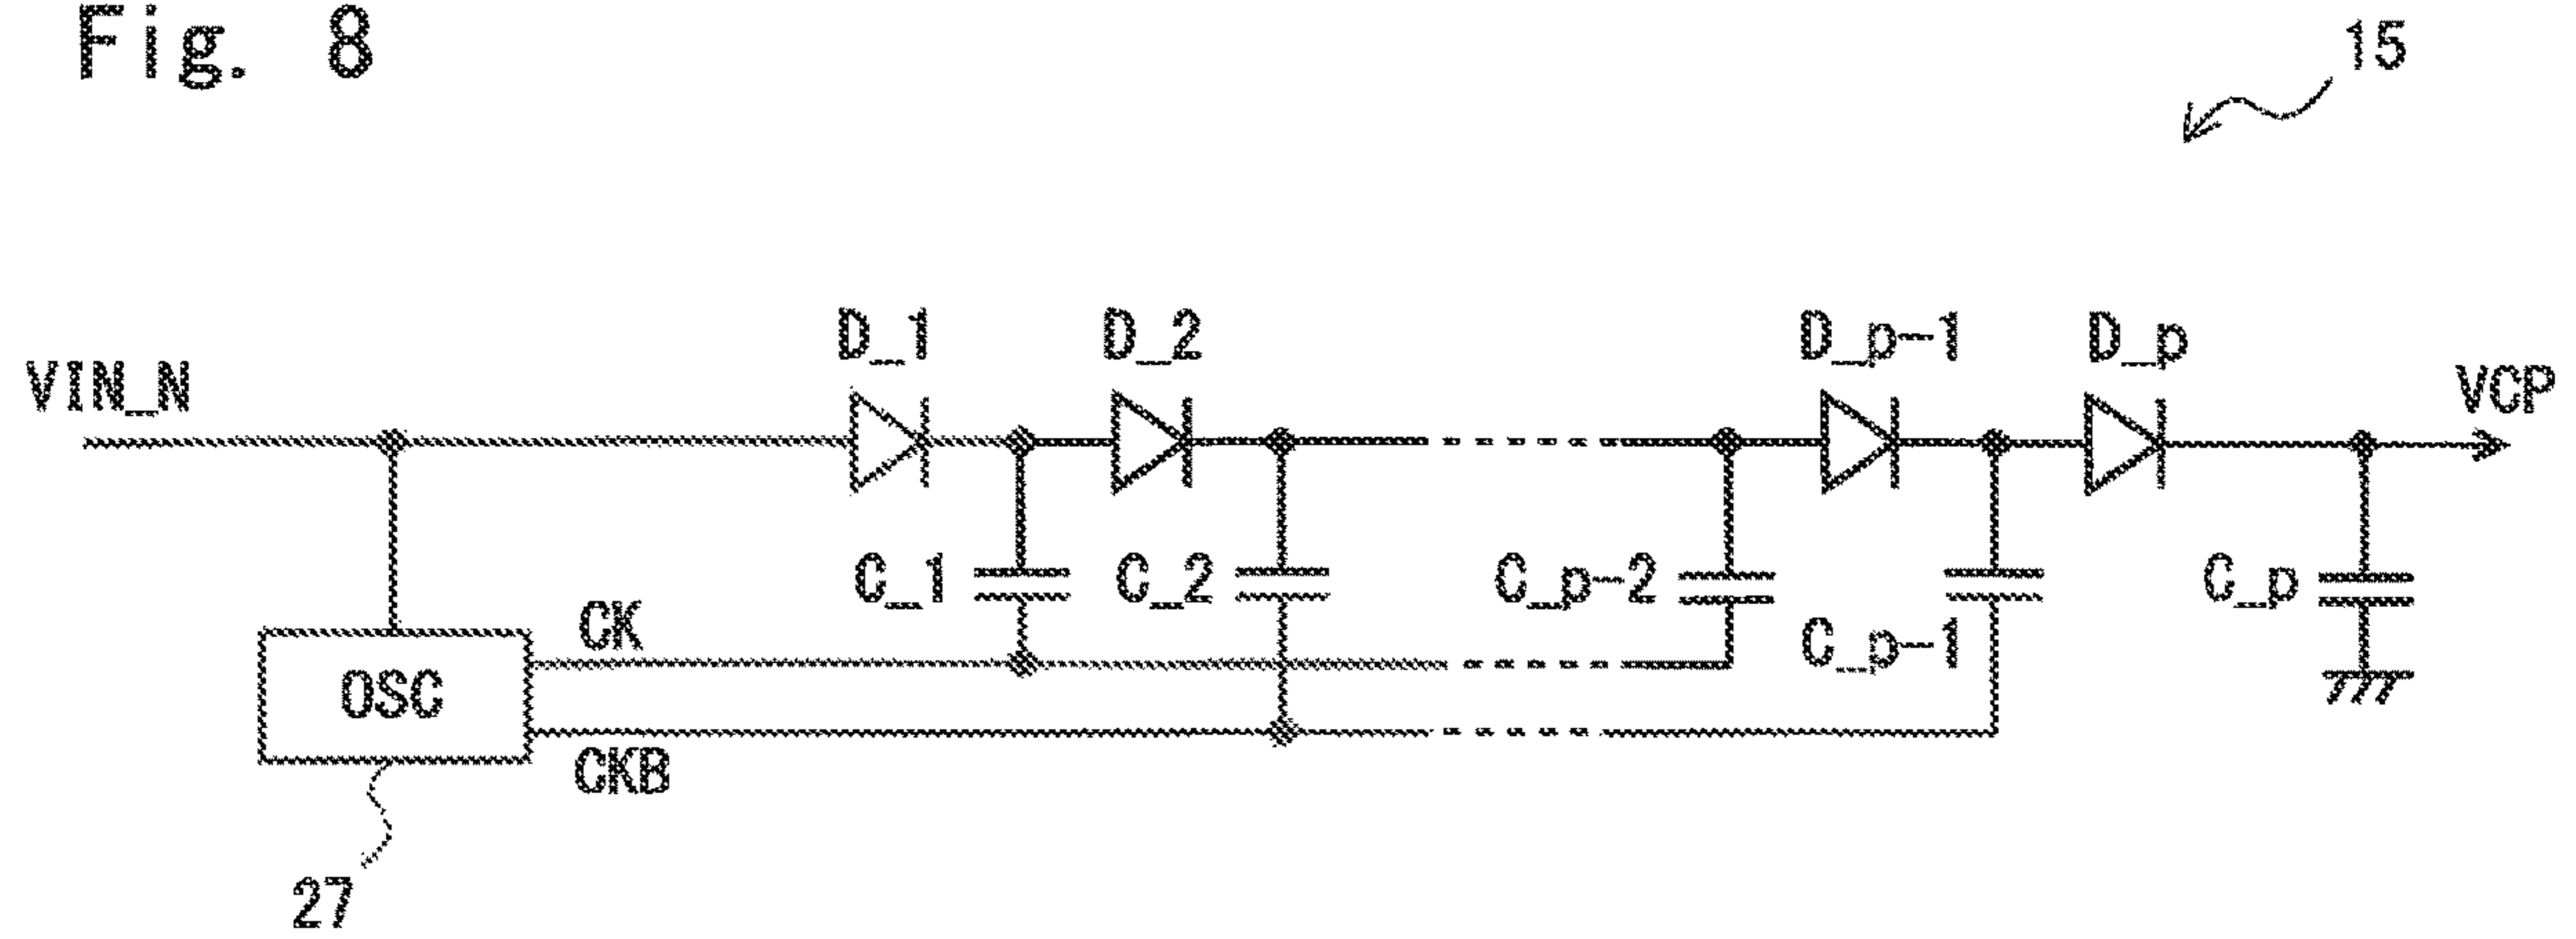 Fig. 8
15
D_1
D_2
D_p-1
D_p
VIN_N
VCP
C_1
C_2
C_p-2
C_p-1
C_p
CK
OSC
CKB
27